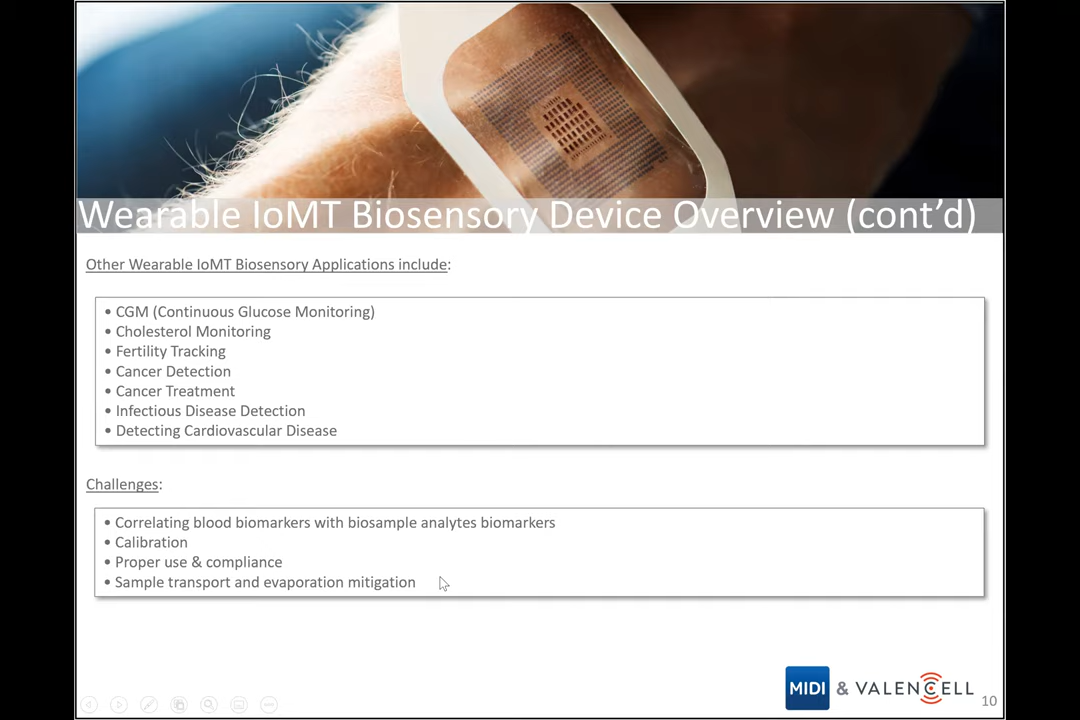 Wearable IoMT Biosensory Device Overview (cont’d)
Other Wearable IoMT Biosensory Applications include:
• CGM (Continuous Glucose Monitoring)
• Cholesterol Monitoring
• Fertility Tracking
• Cancer Detection
• Cancer Treatment
• Infectious Disease Detection
• Detecting Cardiovascular Disease
Challenges:
• Correlating blood biomarkers with biosample analytes biomarkers
• Calibration
• Proper use & compliance
• Sample transport and evaporation mitigation
MIDI & VALENCELL
10